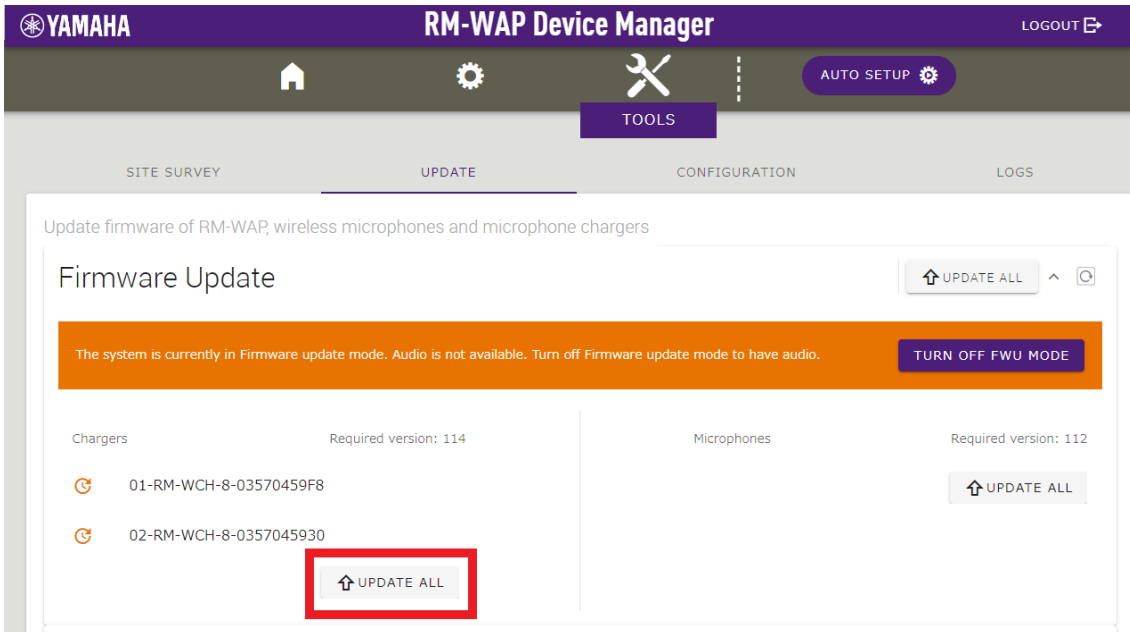 YAMAHA
RM-WAP Device Manager
LOGOUT
AUTO SETUP
TOOLS
SITE SURVEY
UPDATE
CONFIGURATION
LOGS
Update firmware of RM-WAP, wireless microphones and microphone chargers
Firmware Update
UPDATE ALL
The system is currently in Firmware update mode. Audio is not available. Turn off Firmware update mode to have audio.
TURN OFF FWU MODE
Chargers
Required version: 114
01-RM-WCH-8-03570459F8
02-RM-WCH-8-0357045930
UPDATE ALL
Microphones
Required version: 112
UPDATE ALL